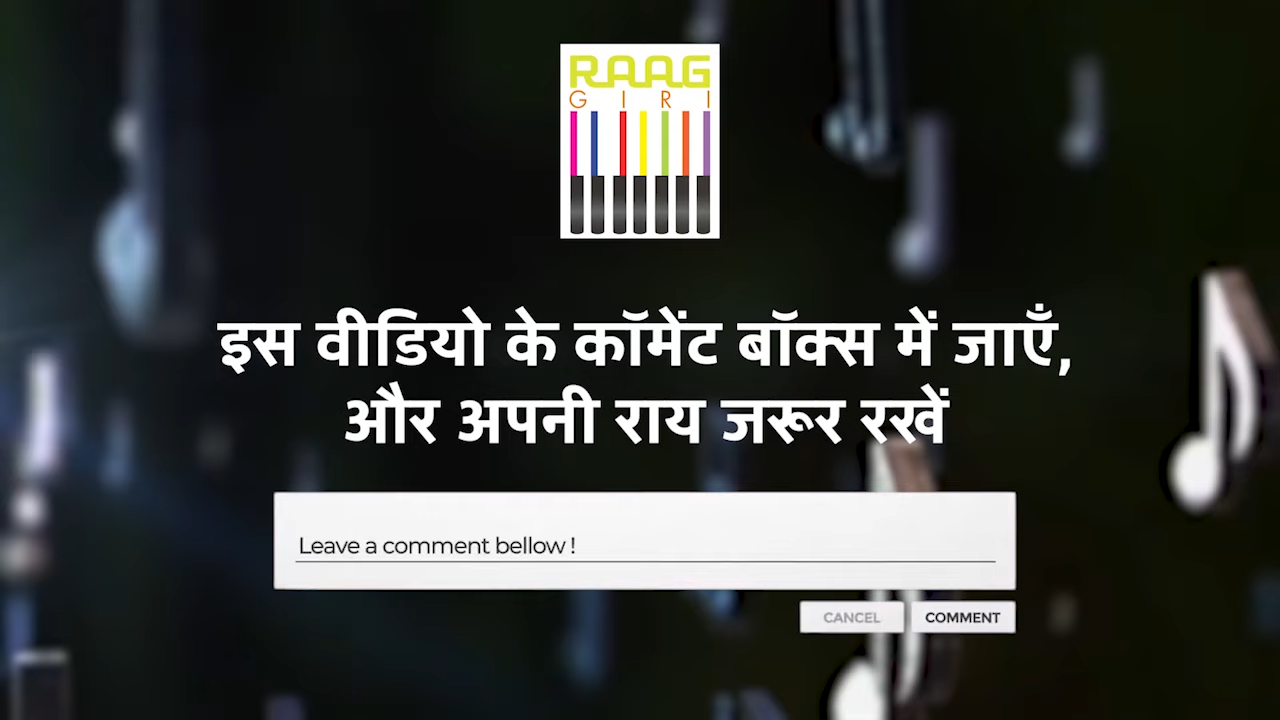 RAAG
GIRI
इस वीडियो के कॉमेंट बॉक्स में जाएँ,
और अपनी राय जरूर रखें
Leave a comment bellow !
CANCEL COMMENT